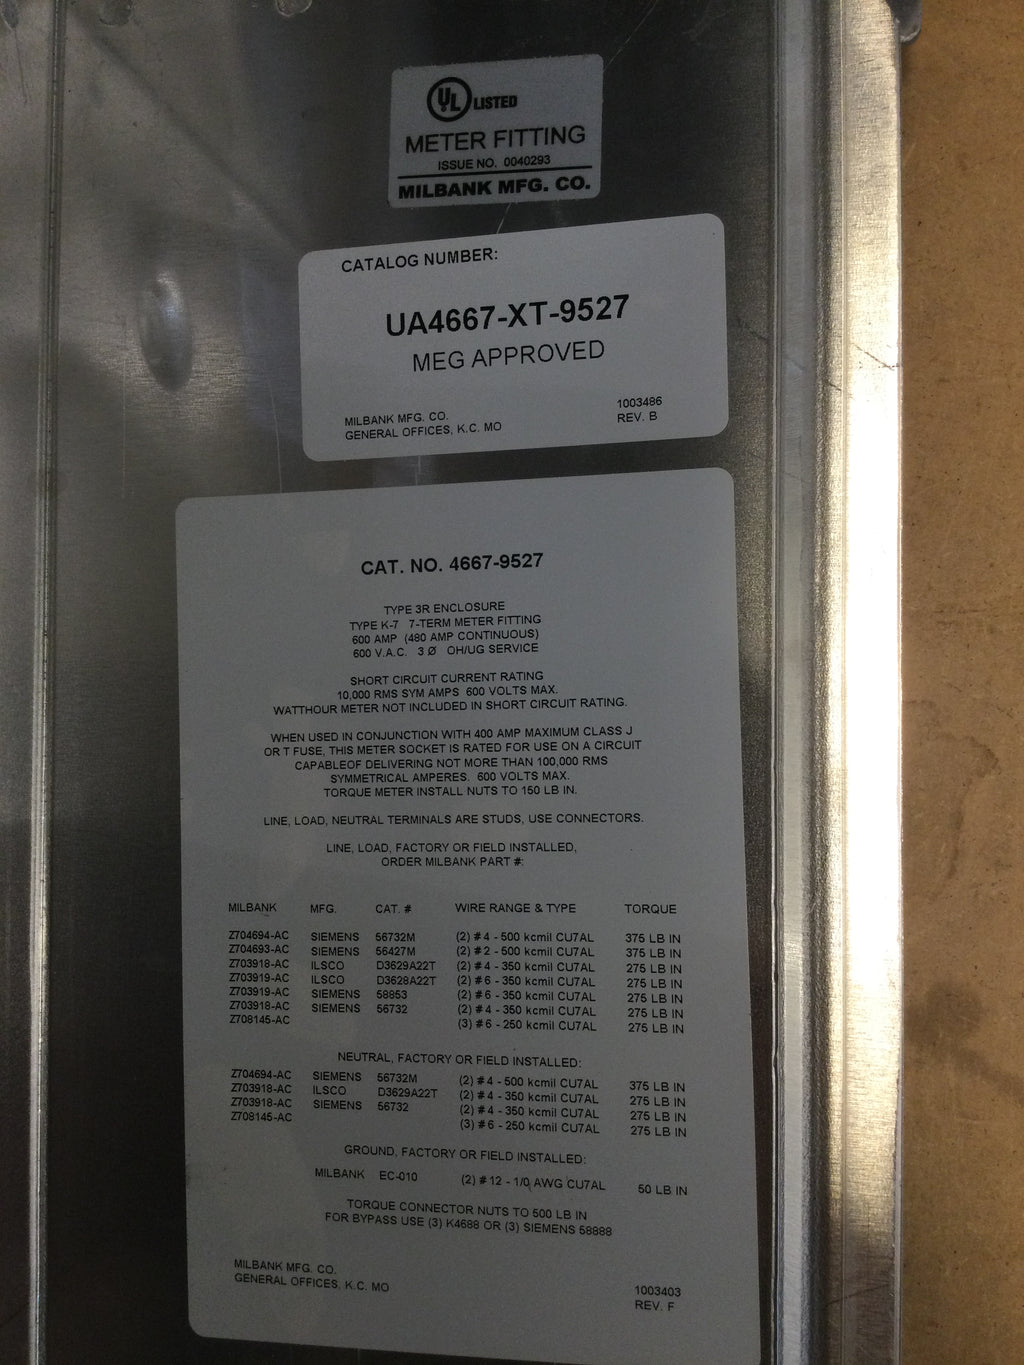 UL LISTED
METER FITTING
ISSUE NO. 0040293
MILBANK MFG. CO.
CATALOG NUMBER:
UA4667-XT-9527
MEG APPROVED
MILBANK MFG. CO.
GENERAL OFFICES, K.C. MO
1003486
REV. B
CAT. NO. 4667-9527
TYPE 3R ENCLOSURE
TYPE K-7 7-TERM METER FITTING
600 AMP (480 AMP CONTINUOUS)
600 V.A.C. 3 Ø OH/UG SERVICE
SHORT CIRCUIT CURRENT RATING
10,000 RMS SYM AMPS 600 VOLTS MAX.
WATTHOUR METER NOT INCLUDED IN SHORT CIRCUIT RATING.
WHEN USED IN CONJUNCTION WITH 400 AMP MAXIMUM CLASS J
OR T FUSE, THIS METER SOCKET IS RATED FOR USE ON A CIRCUIT
CAPABLEOF DELIVERING NOT MORE THAN 100,000 RMS
SYMMETRICAL AMPERES. 600 VOLTS MAX.
TORQUE METER INSTALL NUTS TO 150 LB IN.
LINE, LOAD, NEUTRAL TERMINALS ARE STUDS, USE CONNECTORS.
LINE, LOAD, FACTORY OR FIELD INSTALLED,
ORDER MILBANK PART #:
MILBANK MFG. CAT. # WIRE RANGE & TYPE TORQUE
Z704694-AC SIEMENS 56732M (2) #4 - 500 kcmil CU7AL 375 LB IN
Z704693-AC SIEMENS 56427M (2) #2 - 500 kcmil CU7AL 375 LB IN
Z703918-AC ILSCO D3629A22T (2) #4 - 350 kcmil CU7AL 275 LB IN
Z703919-AC ILSCO D3628A22T (2) #6 - 350 kcmil CU7AL 275 LB IN
Z703919-AC SIEMENS 58853 (2) #6 - 350 kcmil CU7AL 275 LB IN
Z703918-AC SIEMENS 56732 (2) #4 - 350 kcmil CU7AL 275 LB IN
Z708145-AC (3) #6 - 250 kcmil CU7AL 275 LB IN
NEUTRAL, FACTORY OR FIELD INSTALLED:
Z704694-AC SIEMENS 56732M (2) #4 - 500 kcmil CU7AL 375 LB IN
Z703918-AC ILSCO D3629A22T (2) #4 - 350 kcmil CU7AL 275 LB IN
Z703918-AC SIEMENS 56732 (2) #4 - 350 kcmil CU7AL 275 LB IN
Z708145-AC (3) #6 - 250 kcmil CU7AL 275 LB IN
GROUND, FACTORY OR FIELD INSTALLED:
MILBANK EC-010 (2) #12 - 1/0 AWG CU7AL 50 LB IN
TORQUE CONNECTOR NUTS TO 500 LB IN
FOR BYPASS USE (3) K4688 OR (3) SIEMENS 58888
MILBANK MFG. CO.
GENERAL OFFICES, K.C. MO
1003403
REV. F